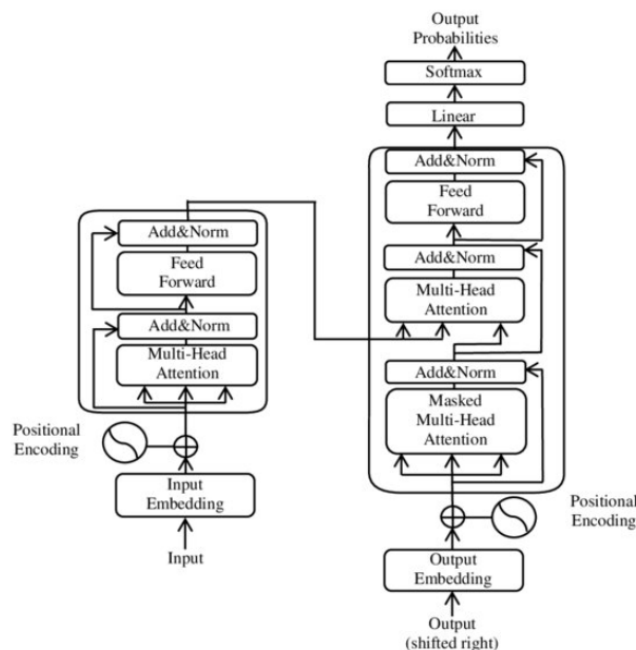 Output
Probabilities
Softmax
Linear
Add&Norm
Feed
Forward
Add&Norm
Multi-Head
Attention
Add&Norm
Masked
Multi-Head
Attention
Positional
Encoding
Output
Embedding
Output
(shifted right)
Add&Norm
Feed
Forward
Add&Norm
Multi-Head
Attention
Positional
Encoding
Input
Embedding
Input